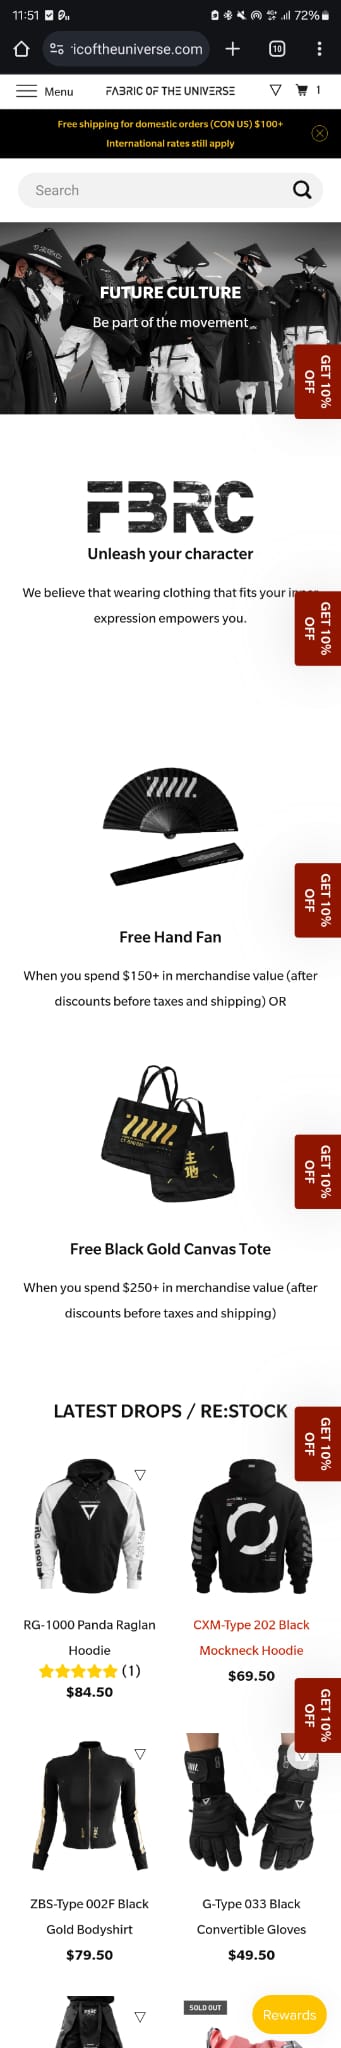 11:51
72%
icoftheuniverse.com
10
Menu
FABRIC OF THE UNIVERSE
1
Free shipping for domestic orders (CON US) $100+
International rates still apply
Search
FUTURE CULTURE
Be part of the movement
GET 10%
OFF
FBRC
Unleash your character
We believe that wearing clothing that fits your inner
expression empowers you.
GET 10%
OFF
GET 10%
OFF
Free Hand Fan
When you spend $150+ in merchandise value (after
discounts before taxes and shipping) OR
生
地
GET 10%
OFF
Free Black Gold Canvas Tote
When you spend $250+ in merchandise value (after
discounts before taxes and shipping)
LATEST DROPS / RE:STOCK
GET 10%
OFF
RG-1000
RG-1000 Panda Raglan
Hoodie
(1)
$84.50
CXM-Type 202 Black
Mockneck Hoodie
$69.50
GET 10%
OFF
FBRC
ZBS-Type 002F Black
Gold Bodyshirt
$79.50
G-Type 033 Black
Convertible Gloves
$49.50
FBRC
SOLD OUT
Rewards